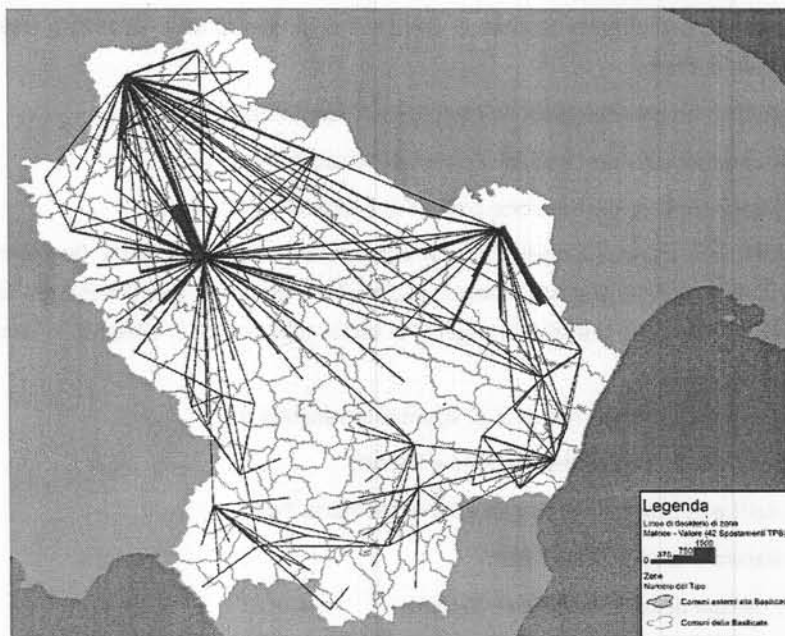 Legenda
Linee di desiderio di zona
Matrice - Valore (42 Spostamenti TPB)
0 375 750 1500
Zone
Numero del Tipo
Comuni esterni alla Basilicata
Comuni della Basilicata